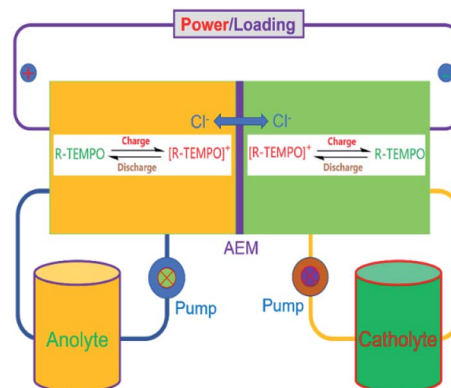 Power/Loading
+
Cl⁻ Cl⁻
Charge
R-TEMPO [R-TEMPO]⁺
Discharge
Charge
[R-TEMPO]⁺ R-TEMPO
Discharge
AEM
Pump
Pump
Anolyte
Catholyte